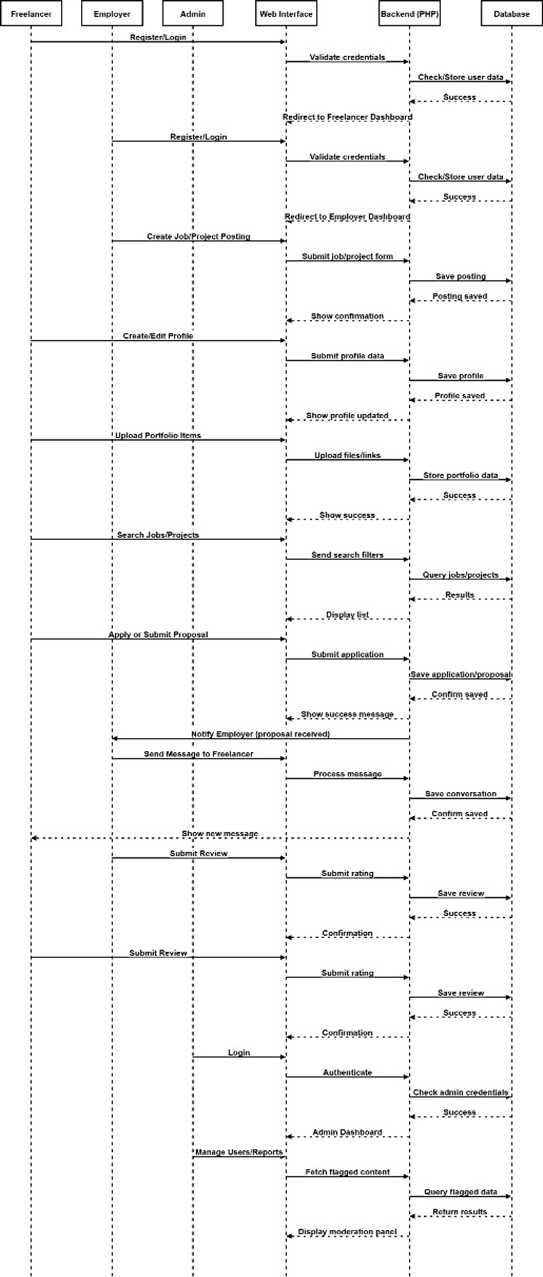 Freelancer
Employer
Admin
Web Interface
Backend (PHP)
Database
Register/Login
Validate credentials
Check/Store user data
Success
Redirect to Freelancer Dashboard
Register/Login
Validate credentials
Check/Store user data
Success
Redirect to Employer Dashboard
Create Job/Project Posting
Submit job/project form
Save posting
Posting saved
Show confirmation
Create/Edit Profile
Submit profile data
Save profile
Profile saved
Show profile updated
Upload Portfolio Items
Upload files/links
Store portfolio data
Success
Show success
Search Jobs/Projects
Send search filters
Query jobs/projects
Results
Display list
Apply or Submit Proposal
Submit application
Save application/proposal
Confirm saved
Show success message
Notify Employer (proposal received)
Send Message to Freelancer
Process message
Save conversation
Confirm saved
Show new message
Submit Review
Submit rating
Save review
Success
Confirmation
Submit Review
Submit rating
Save review
Success
Confirmation
Login
Authenticate
Check admin credentials
Success
Admin Dashboard
Manage Users/Reports
Fetch flagged content
Query flagged data
Return results
Display moderation panel